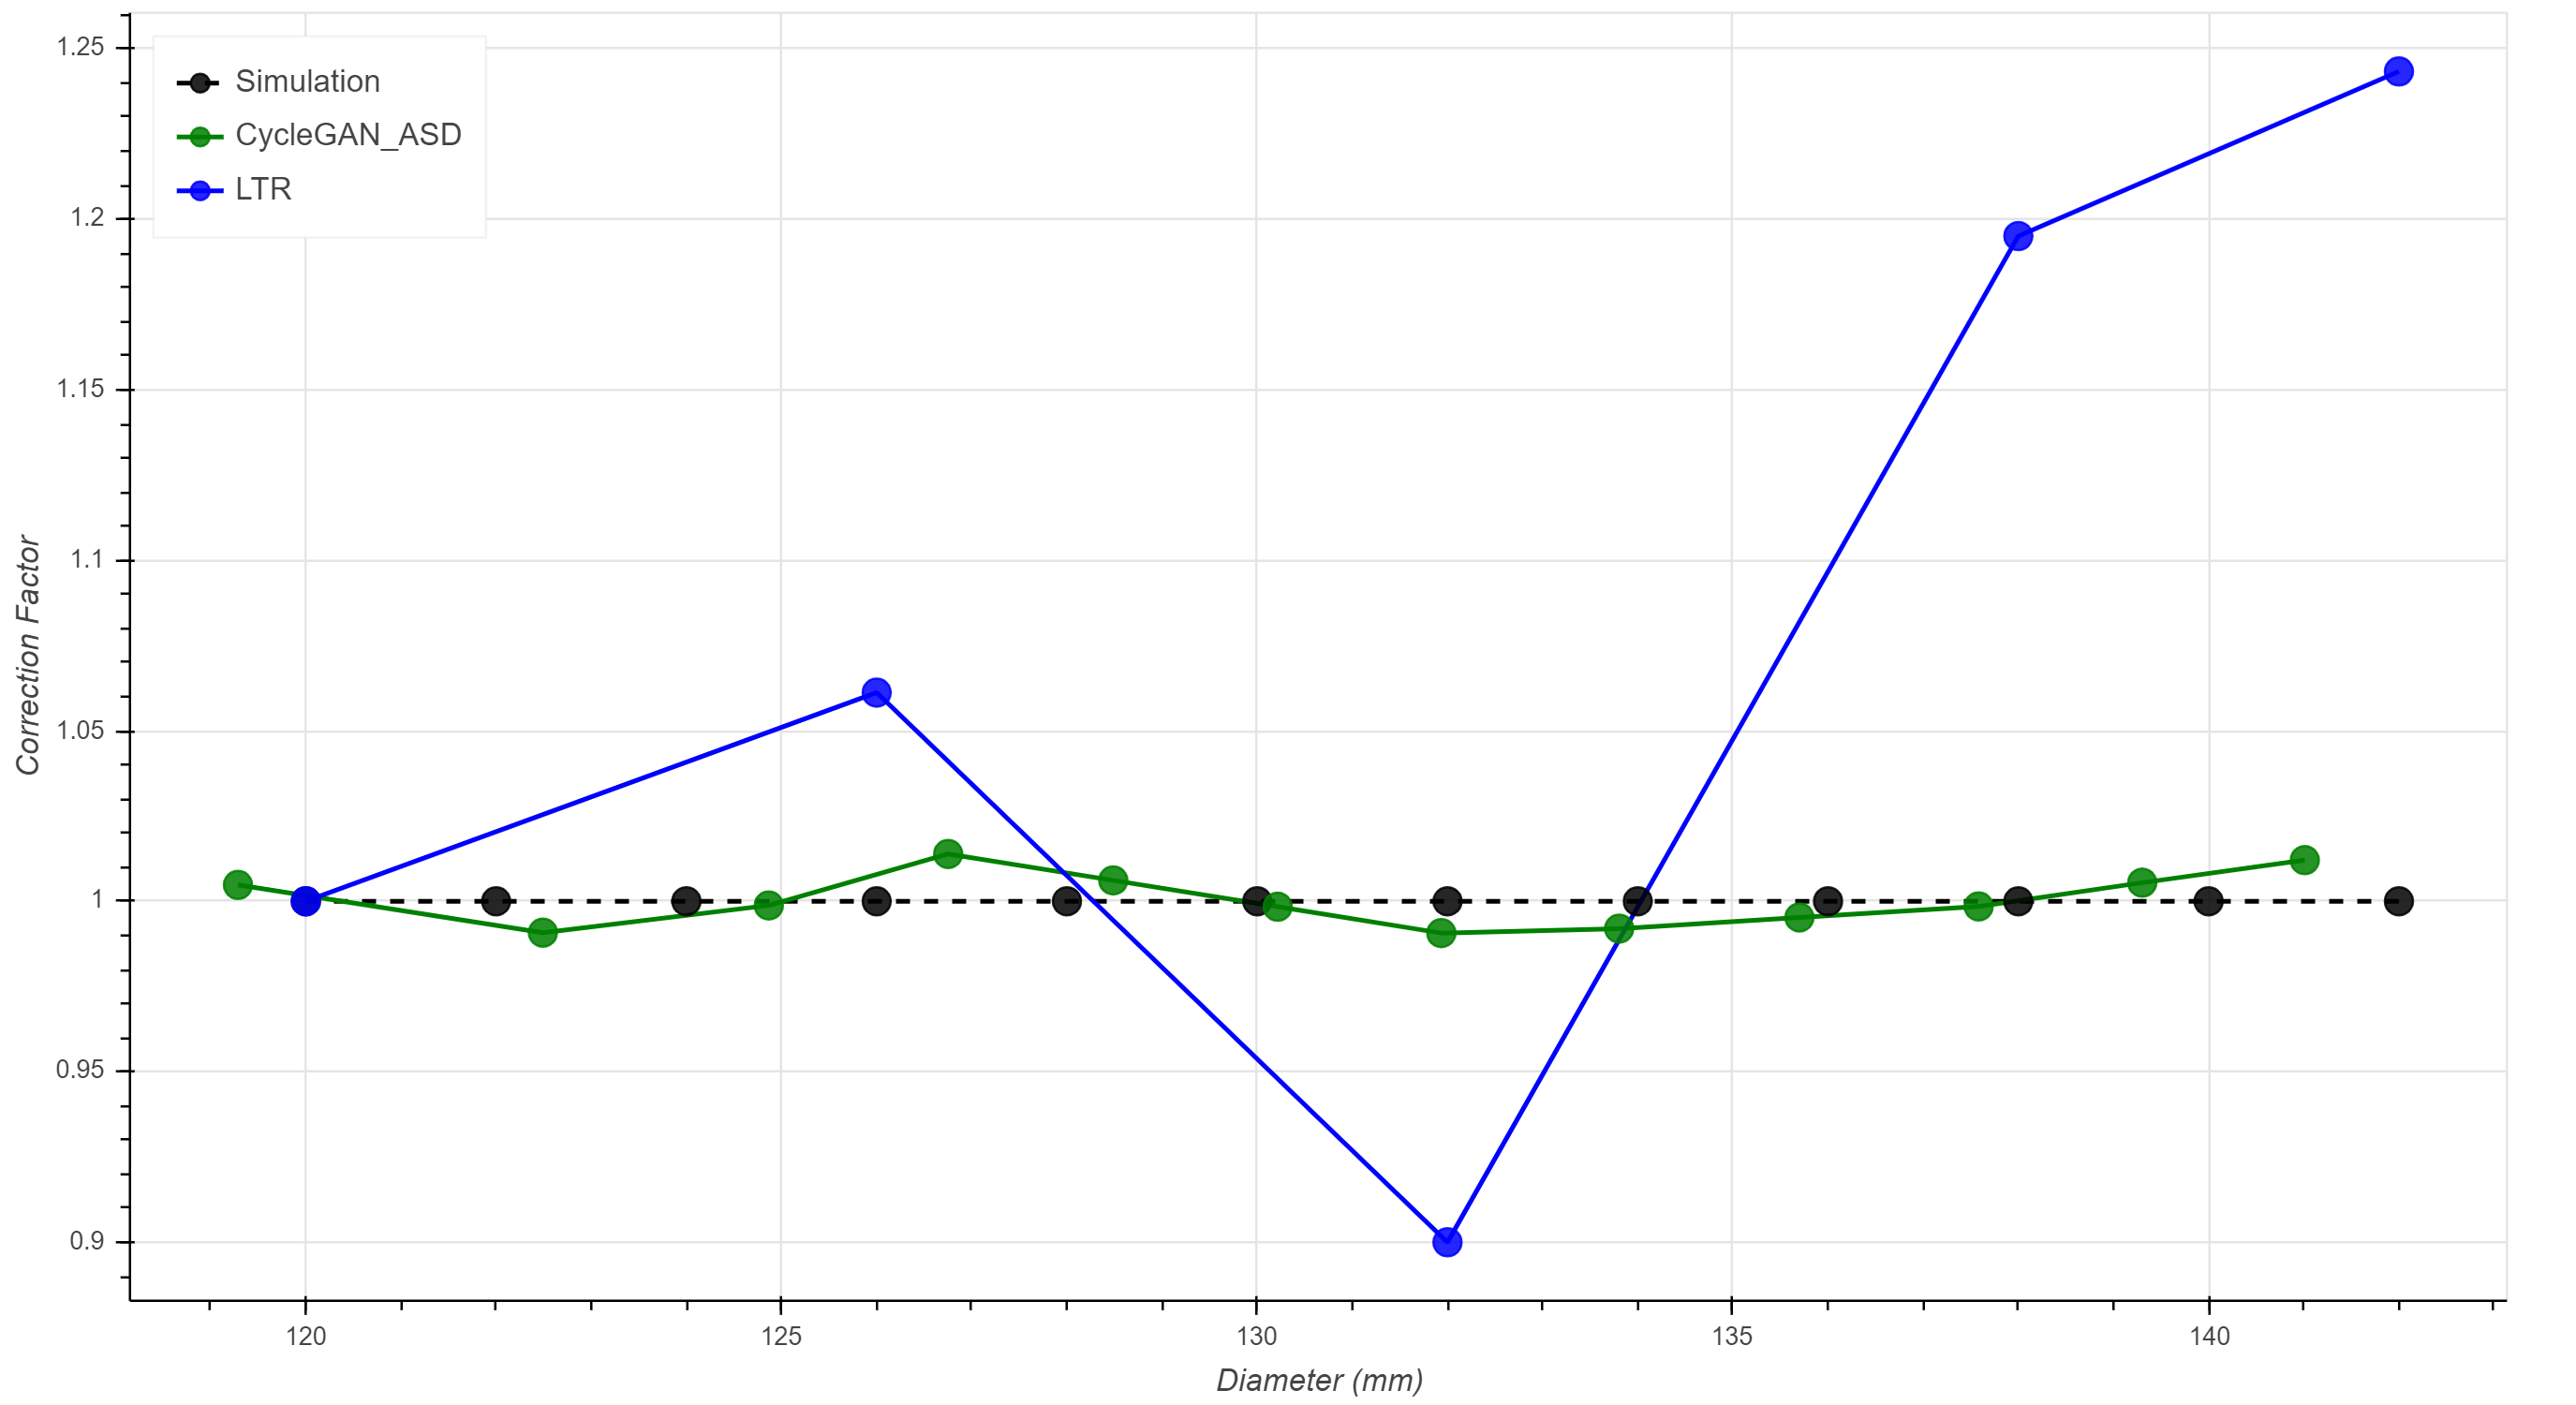 Simulation
CycleGAN_ASD
LTR
1.25
1.2
1.15
1.1
1.05
1
0.95
0.9
Correction Factor
120 125 130 135 140
Diameter (mm)